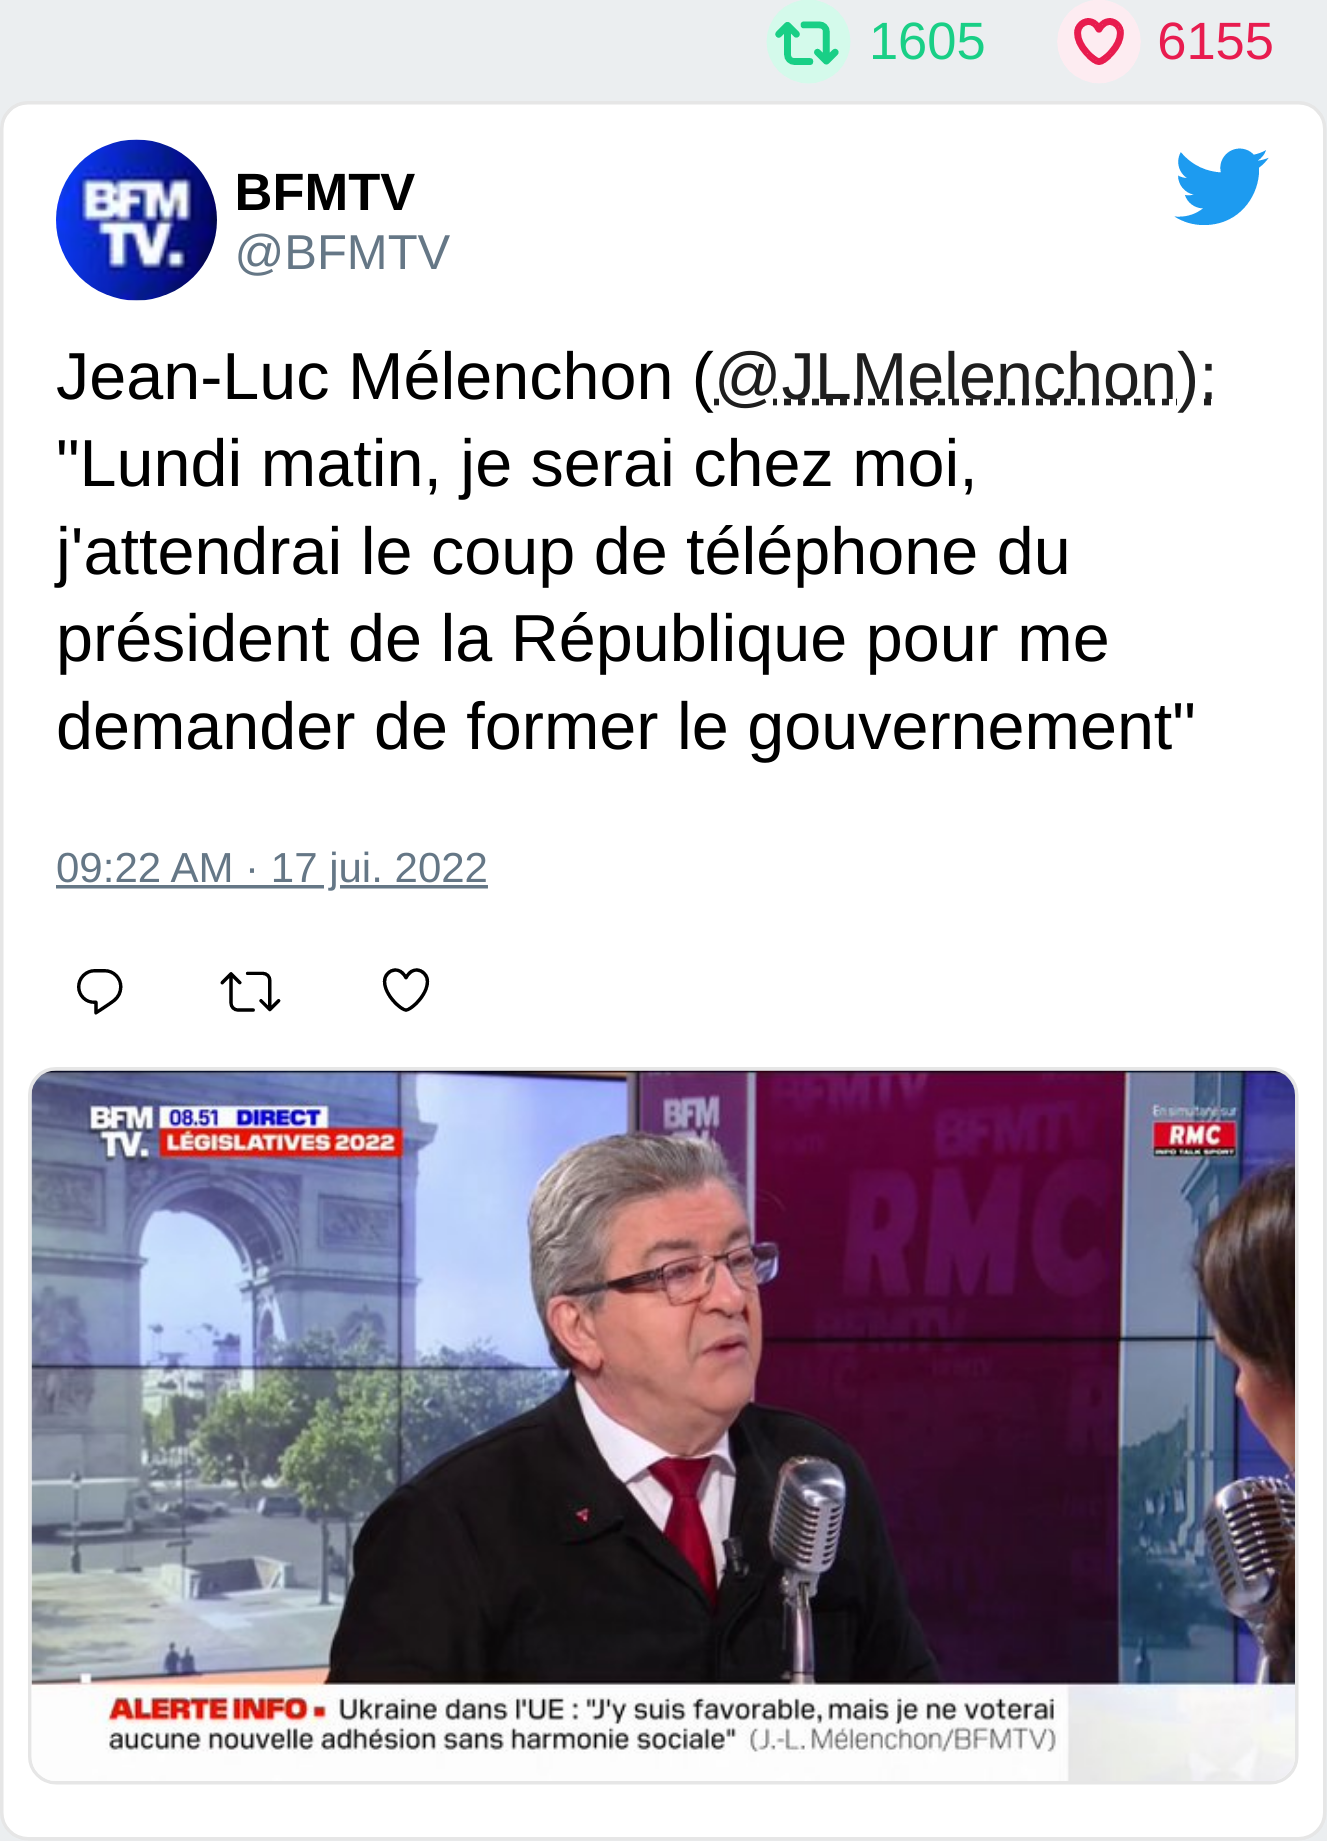 1605 6155
BFM
TV.
BFMTV
@BFMTV
Jean-Luc Mélenchon (@JLMelenchon);
"Lundi matin, je serai chez moi,
j'attendrai le coup de téléphone du
président de la République pour me
demander de former le gouvernement"
09:22 AM · 17 jui. 2022
BFM 08.51 DIRECT
TV. LÉGISLATIVES 2022
BFM
En simultané sur
RMC
INFO TALK SPORT
BFMTV
BFMTV
RMC
BFMTV
ALERTE INFO ▪ Ukraine dans l'UE : "J'y suis favorable, mais je ne voterai
aucune nouvelle adhésion sans harmonie sociale" (J.-L. Mélenchon/BFMTV)